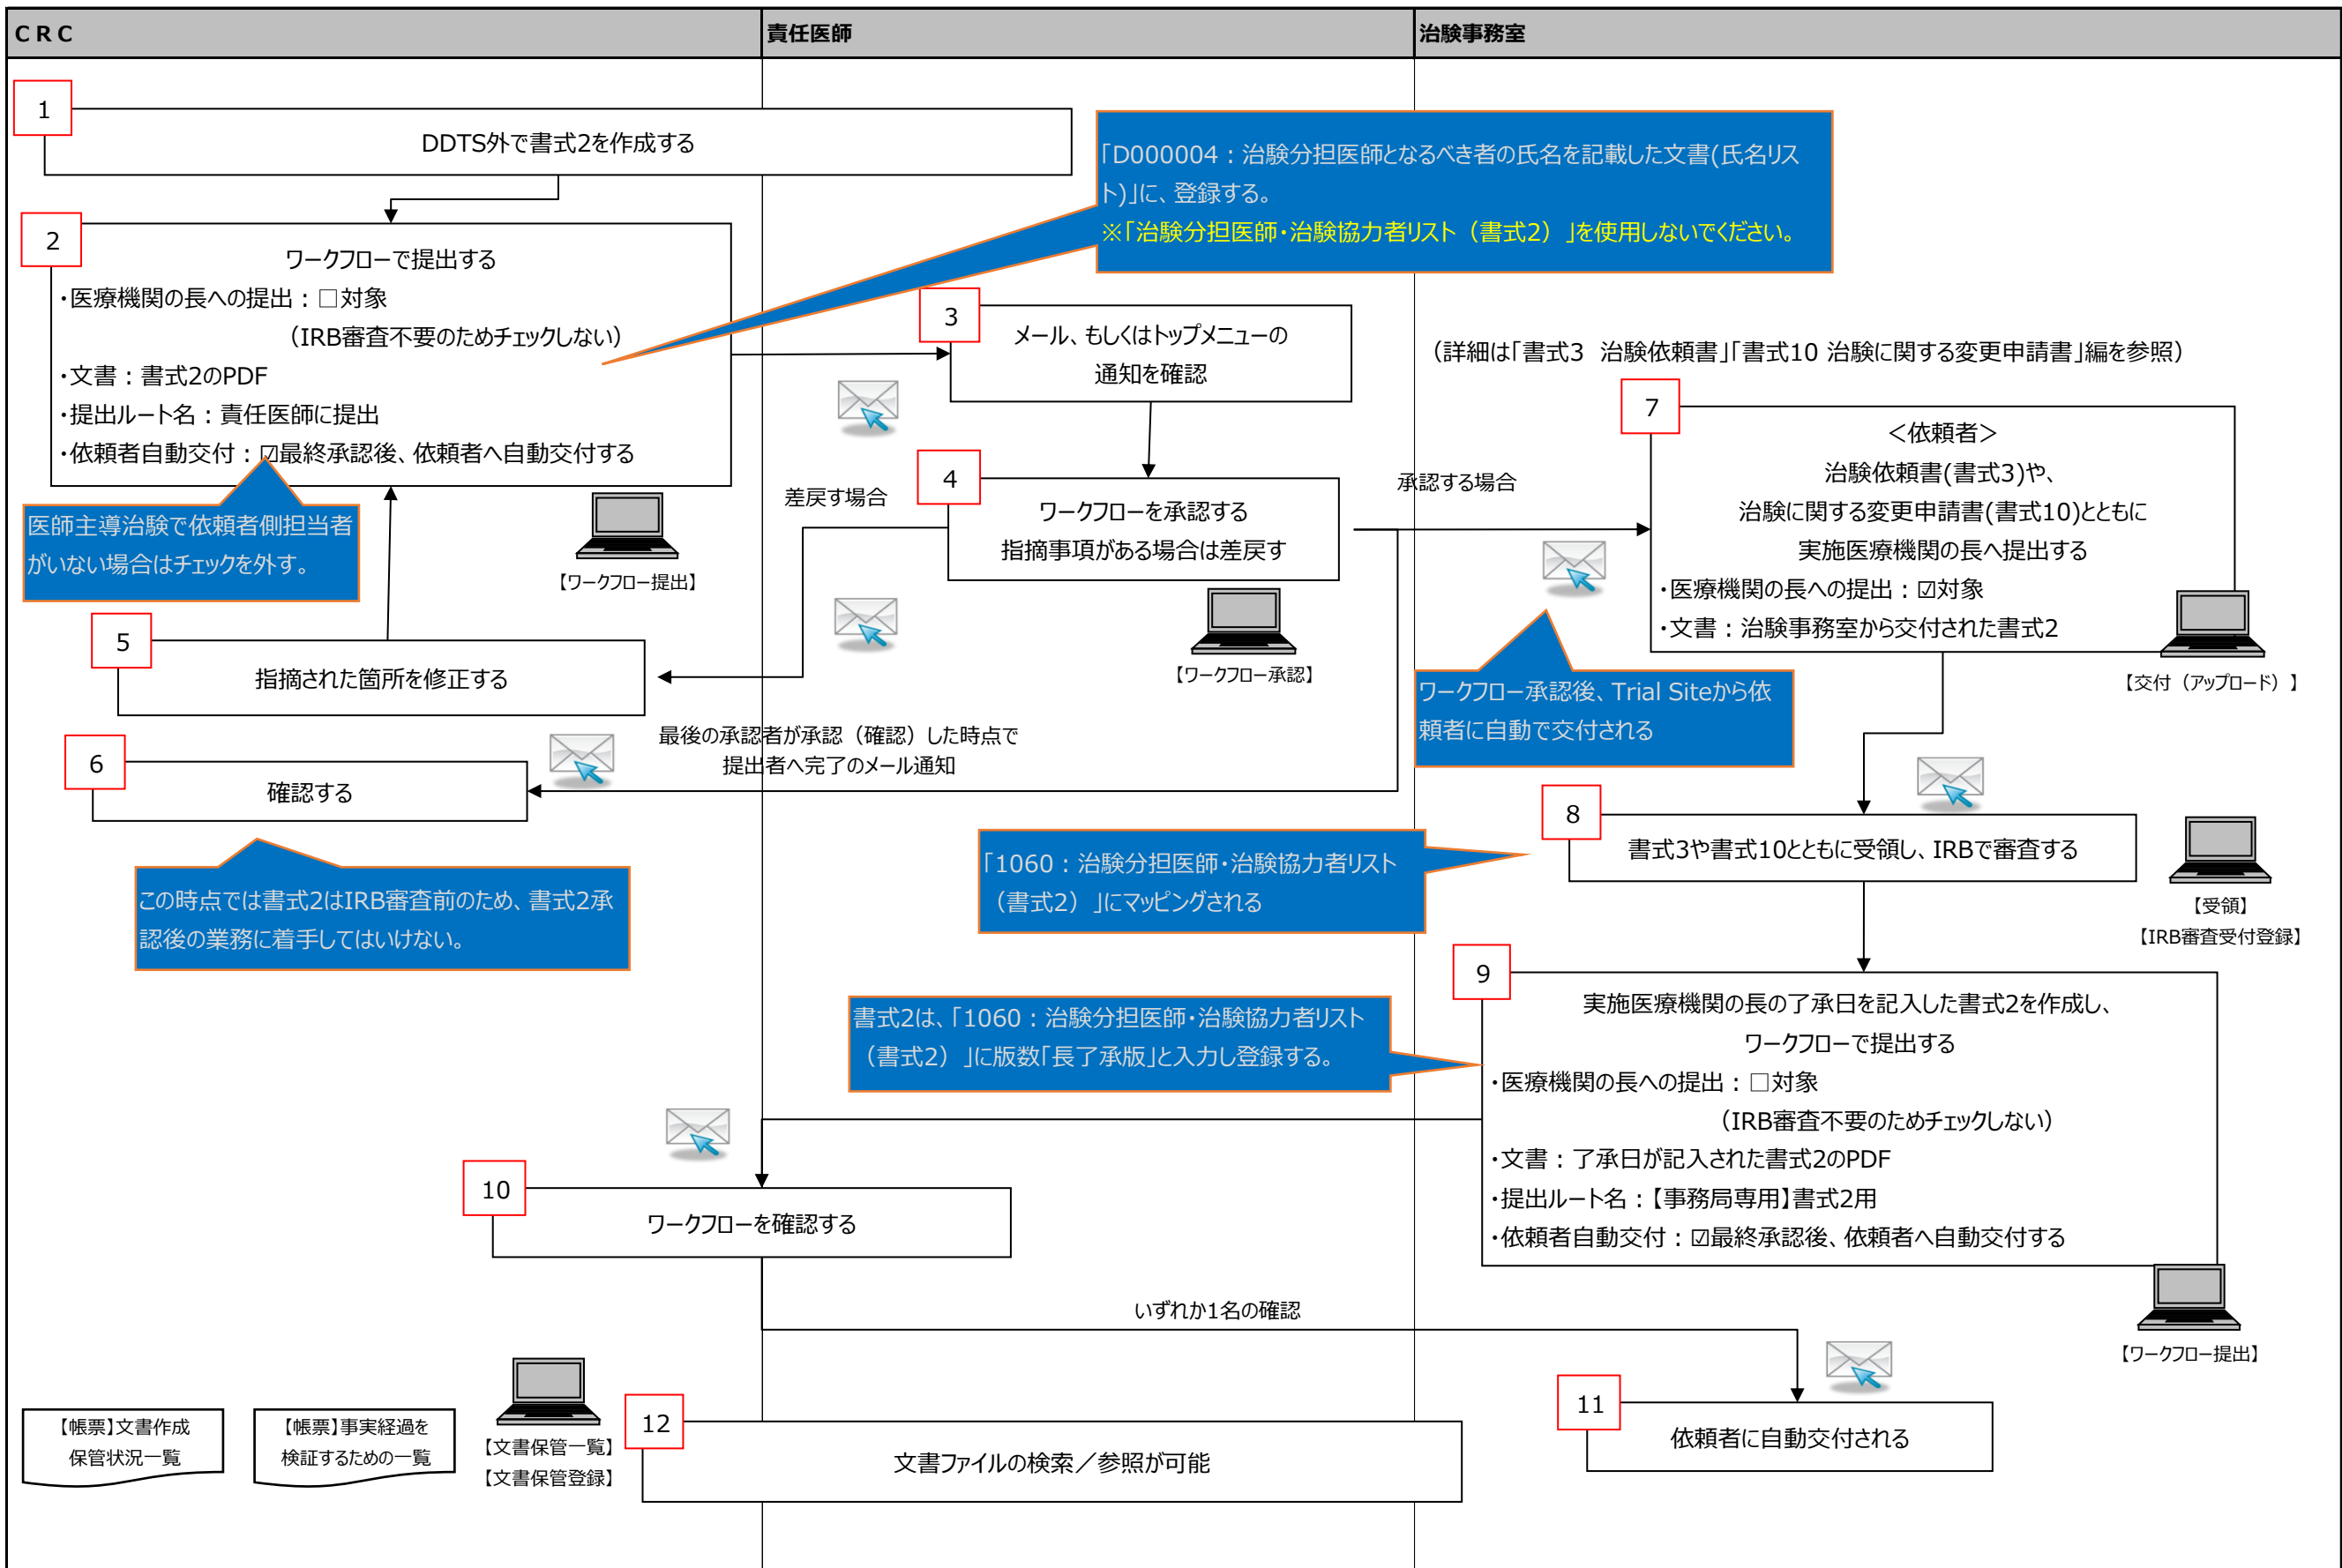 ＣＲＣ
責任医師
治験事務室
1
DDTS外で書式2を作成する
「D000004：治験分担医師となるべき者の氏名を記載した文書(氏名リス
ト)」に、登録する。
※「治験分担医師・治験協力者リスト（書式2）」を使用しないでください。
2
ワークフローで提出する
・医療機関の長への提出：□対象
（IRB審査不要のためチェックしない）
・文書：書式2のPDF
・提出ルート名：責任医師に提出
・依頼者自動交付：☑最終承認後、依頼者へ自動交付する
医師主導治験で依頼者側担当者
がいない場合はチェックを外す。
【ワークフロー提出】
3
メール、もしくはトップメニューの
通知を確認
4
ワークフローを承認する
指摘事項がある場合は差戻す
差戻す場合
承認する場合
【ワークフロー承認】
5
指摘された箇所を修正する
最後の承認者が承認（確認）した時点で
提出者へ完了のメール通知
6
確認する
この時点では書式2はIRB審査前のため、書式2承
認後の業務に着手してはいけない。
（詳細は「書式3 治験依頼書」「書式10 治験に関する変更申請書」編を参照）
7
＜依頼者＞
治験依頼書(書式3)や、
治験に関する変更申請書(書式10)とともに
実施医療機関の長へ提出する
・医療機関の長への提出：☑対象
・文書：治験事務室から交付された書式2
【交付（アップロード）】
ワークフロー承認後、Trial Siteから依
頼者に自動で交付される
8
書式3や書式10とともに受領し、IRBで審査する
【受領】
【IRB審査受付登録】
「1060：治験分担医師・治験協力者リスト
（書式2）」にマッピングされる
9
実施医療機関の長の了承日を記入した書式2を作成し、
ワークフローで提出する
・医療機関の長への提出：□対象
（IRB審査不要のためチェックしない）
・文書：了承日が記入された書式2のPDF
・提出ルート名：【事務局専用】書式2用
・依頼者自動交付：☑最終承認後、依頼者へ自動交付する
【ワークフロー提出】
書式2は、「1060：治験分担医師・治験協力者リスト
（書式2）」に版数「長了承版」と入力し登録する。
10
ワークフローを確認する
いずれか1名の確認
11
依頼者に自動交付される
12
文書ファイルの検索／参照が可能
【文書保管一覧】
【文書保管登録】
【帳票】文書作成
保管状況一覧
【帳票】事実経過を
検証するための一覧